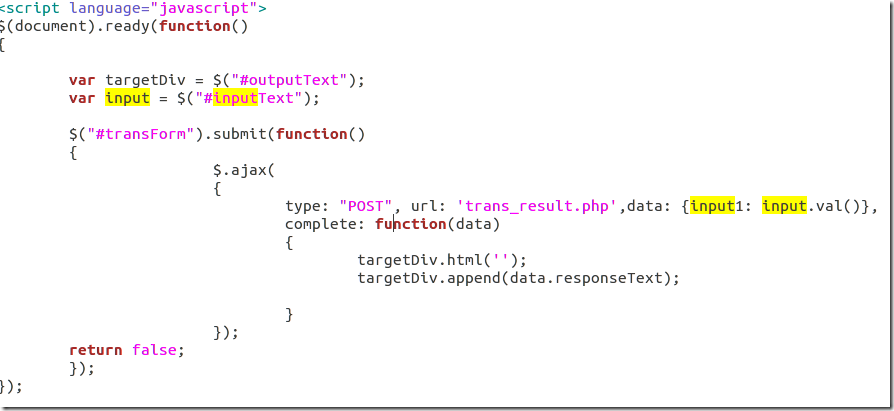 <script language="javascript">
$(document).ready(function()
{
var targetDiv = $("#outputText");
var input = $("#inputText");
$("#transForm").submit(function()
{
$.ajax(
{
type: "POST", url: 'trans_result.php',data: {input1: input.val()},
complete: function(data)
{
targetDiv.html('');
targetDiv.append(data.responseText);
}
});
return false;
});
});